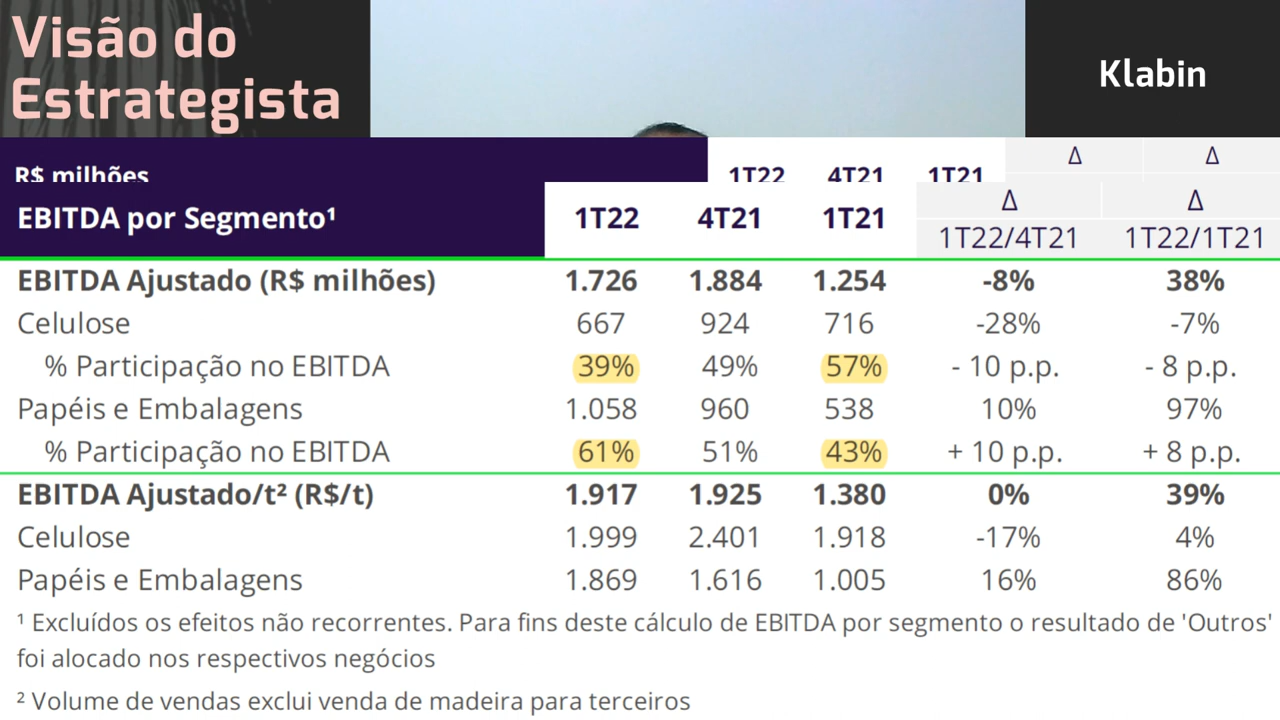 Visão do
Estrategista
Klabin
R$ milhões 1T22 4T21 1T21 Δ Δ
EBITDA por Segmento¹ 1T22 4T21 1T21 Δ Δ
1T22/4T21 1T22/1T21
EBITDA Ajustado (R$ milhões) 1.726 1.884 1.254 -8% 38%
Celulose 667 924 716 -28% -7%
% Participação no EBITDA 39% 49% 57% - 10 p.p. - 8 p.p.
Papéis e Embalagens 1.058 960 538 10% 97%
% Participação no EBITDA 61% 51% 43% + 10 p.p. + 8 p.p.
EBITDA Ajustado/t² (R$/t) 1.917 1.925 1.380 0% 39%
Celulose 1.999 2.401 1.918 -17% 4%
Papéis e Embalagens 1.869 1.616 1.005 16% 86%
¹ Excluídos os efeitos não recorrentes. Para fins deste cálculo de EBITDA por segmento o resultado de 'Outros'
foi alocado nos respectivos negócios
² Volume de vendas exclui venda de madeira para terceiros